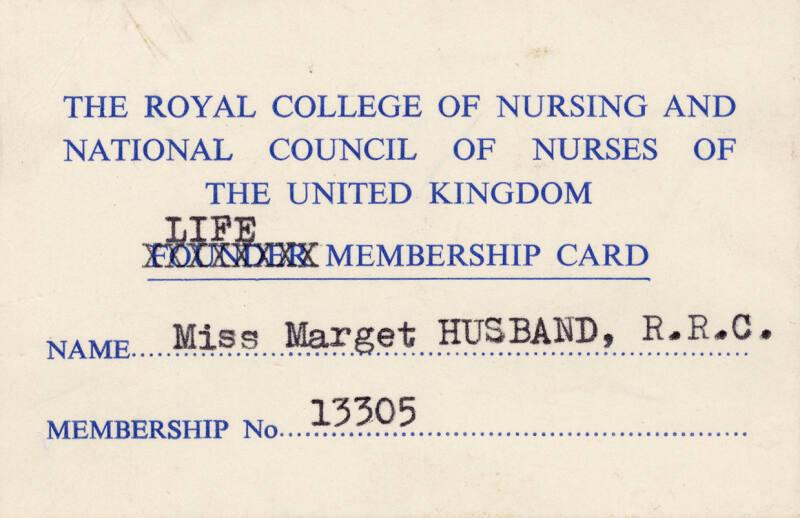 THE ROYAL COLLEGE OF NURSING AND
NATIONAL COUNCIL OF NURSES OF
THE UNITED KINGDOM
LIFE
FOUNDER MEMBERSHIP CARD
NAME Miss Marget HUSBAND, R.R.C.
MEMBERSHIP No. 13305